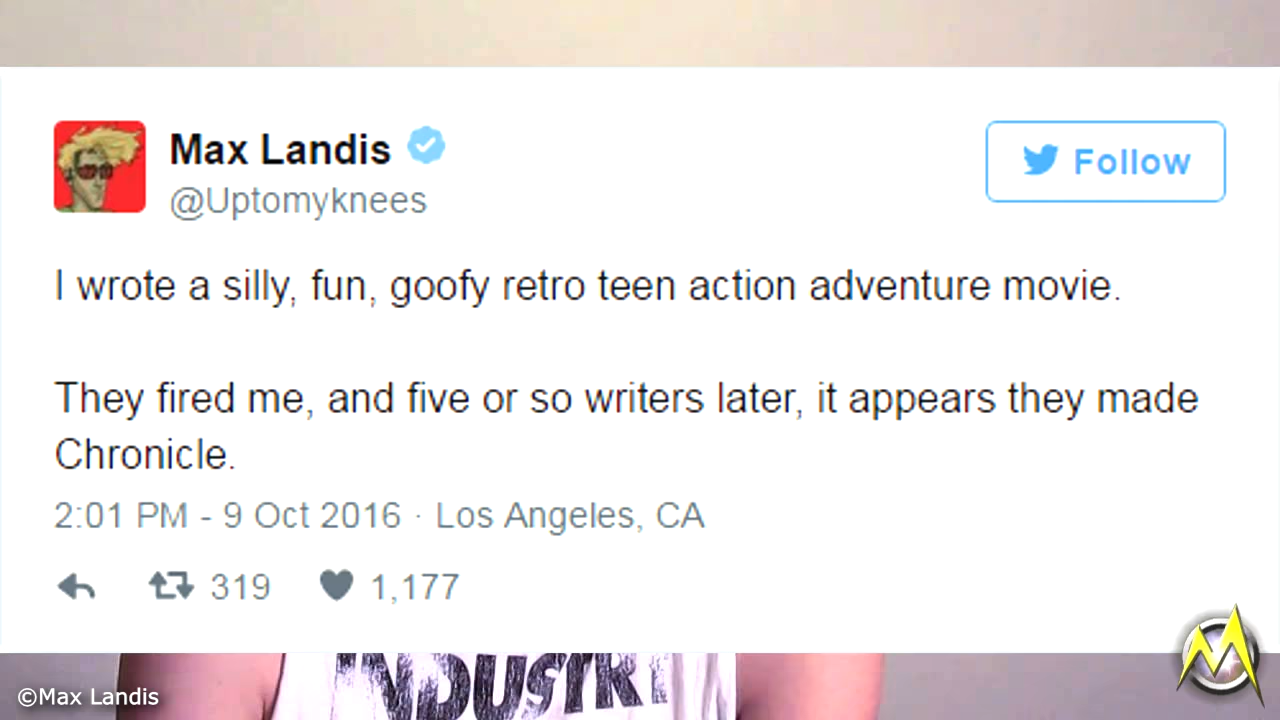 Max Landis
@Uptomyknees
Follow
I wrote a silly, fun, goofy retro teen action adventure movie.
They fired me, and five or so writers later, it appears they made
Chronicle.
2:01 PM - 9 Oct 2016 · Los Angeles, CA
319 1,177
INDUSTRY
M
©Max Landis